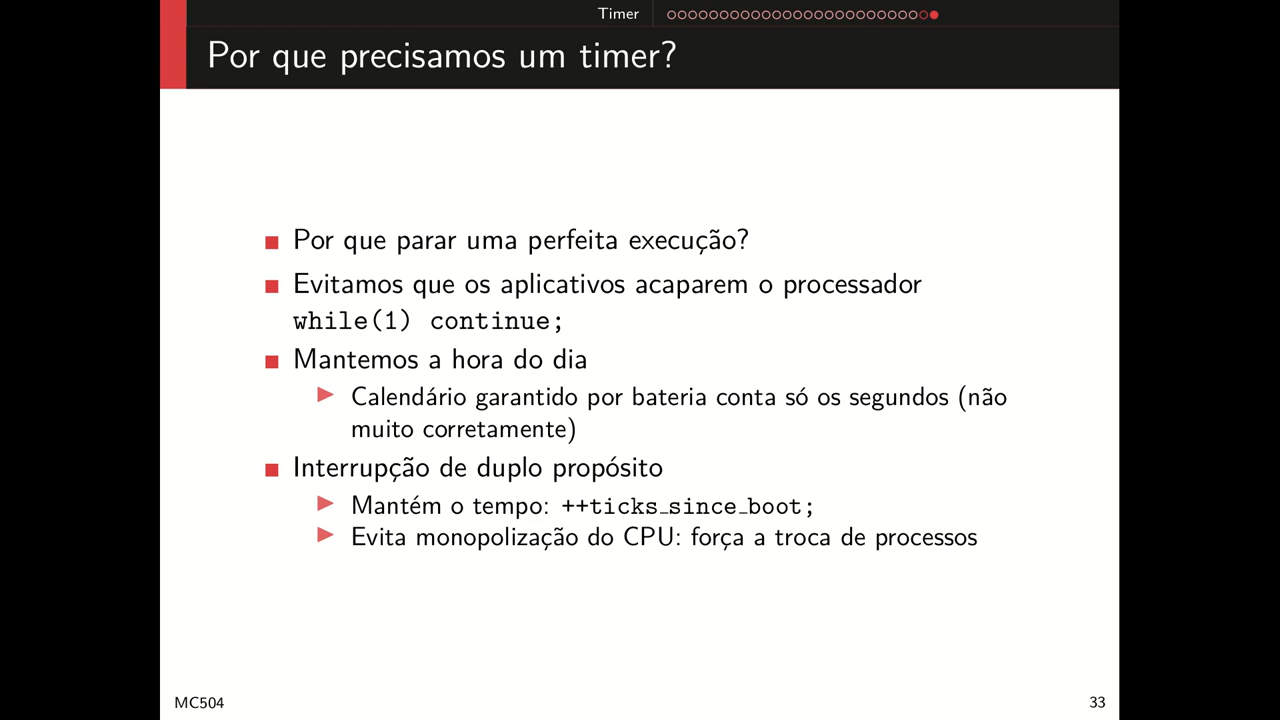 Timer
Por que precisamos um timer?
Por que parar uma perfeita execução?
Evitamos que os aplicativos acaparem o processador
while(1) continue;
Mantemos a hora do dia
Calendário garantido por bateria conta só os segundos (não
muito corretamente)
Interrupção de duplo propósito
Mantém o tempo: ++ticks_since_boot;
Evita monopolização do CPU: força a troca de processos
MC504
33